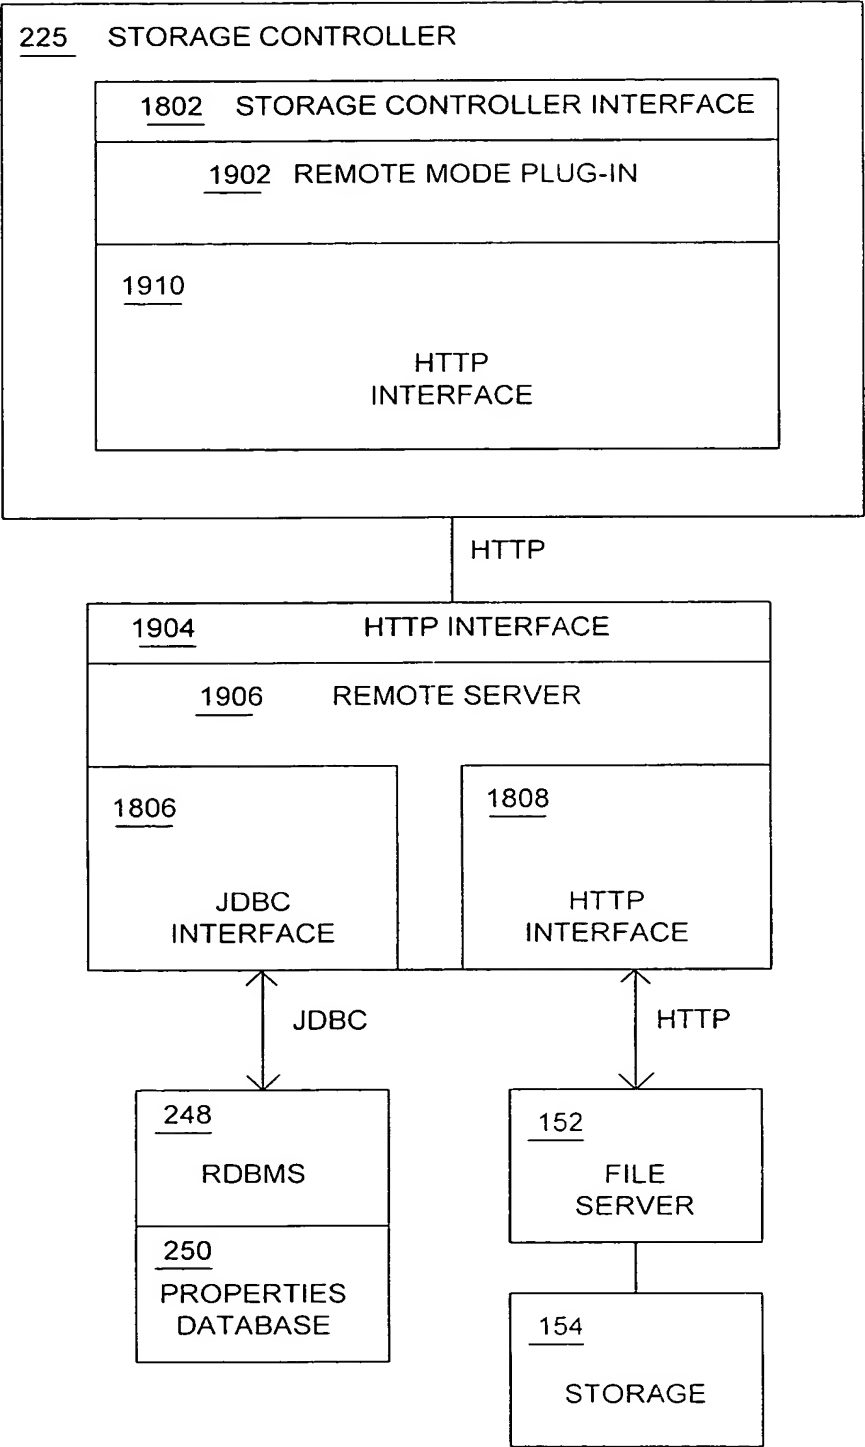 225 STORAGE CONTROLLER
1802 STORAGE CONTROLLER INTERFACE
1902 REMOTE MODE PLUG-IN
1910
HTTP
INTERFACE
HTTP
1904 HTTP INTERFACE
1906 REMOTE SERVER
1806
JDBC
INTERFACE
1808
HTTP
INTERFACE
JDBC
HTTP
248
RDBMS
250
PROPERTIES
DATABASE
152
FILE
SERVER
154
STORAGE